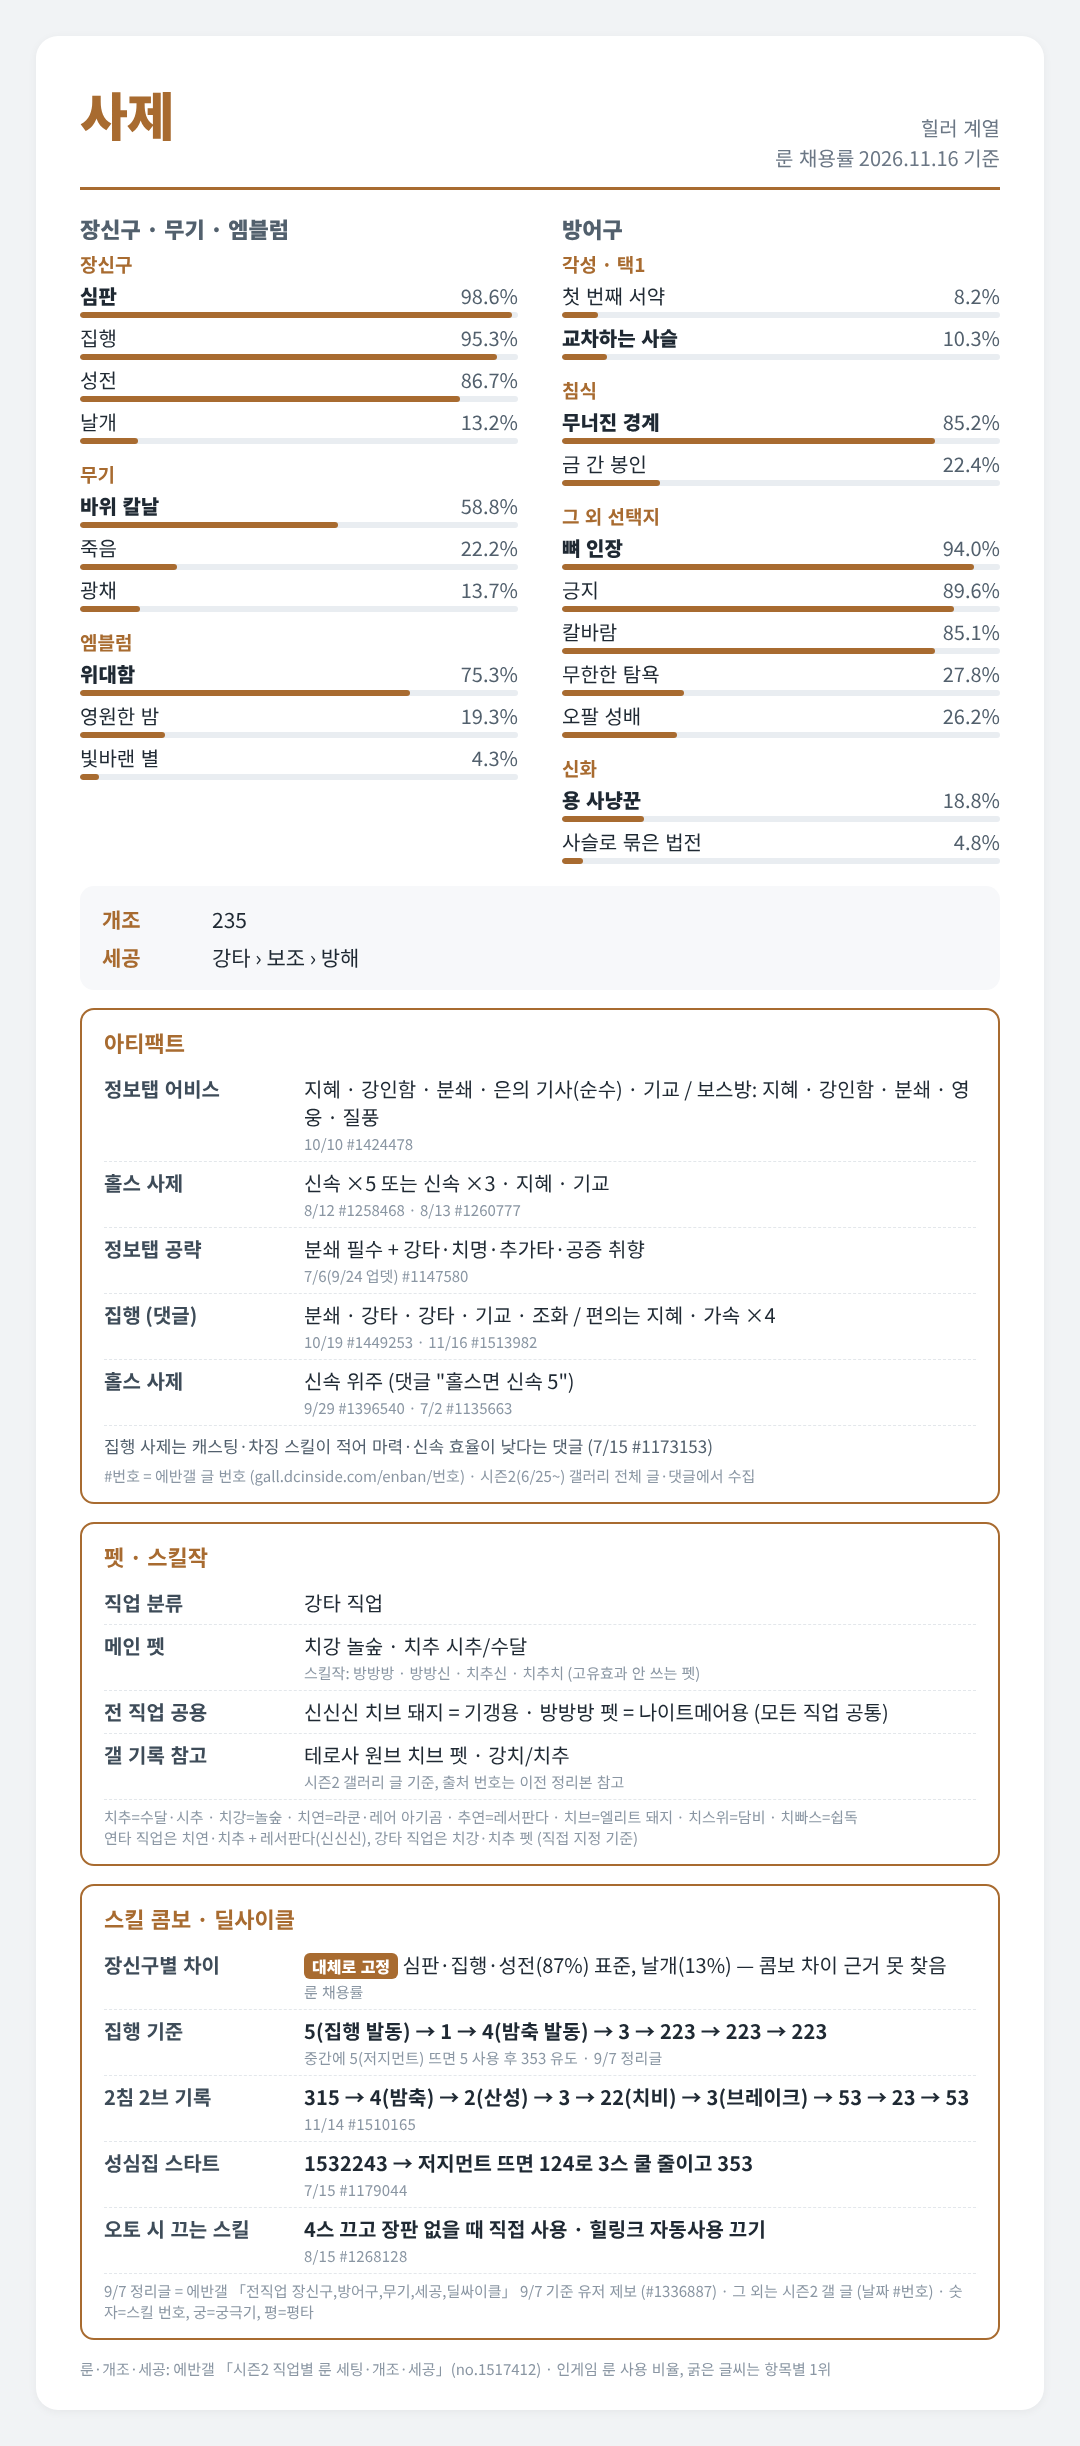 사제
힐러 계열
룬 채용률 2026.11.16 기준
장신구 · 무기 · 엠블럼
장신구
심판 98.6%
집행 95.3%
성전 86.7%
날개 13.2%
무기
바위 칼날 58.8%
죽음 22.2%
광채 13.7%
엠블럼
위대함 75.3%
영원한 밤 19.3%
빛바랜 별 4.3%
방어구
각성 · 택1
첫 번째 서약 8.2%
교차하는 사슬 10.3%
침식
무너진 경계 85.2%
금 간 봉인 22.4%
그 외 선택지
뼈 인장 94.0%
긍지 89.6%
칼바람 85.1%
무한한 탐욕 27.8%
오팔 성배 26.2%
신화
용 사냥꾼 18.8%
사슬로 묶은 법전 4.8%
개조 235
세공 강타 › 보조 › 방해
아티팩트
정보탭 어비스 지혜 · 강인함 · 분쇄 · 은의 기사(순수) · 기교 / 보스방: 지혜 · 강인함 · 분쇄 · 영
웅 · 질풍
10/10 #1424478
홀스 사제 신속 ×5 또는 신속 ×3 · 지혜 · 기교
8/12 #1258468 · 8/13 #1260777
정보탭 공략 분쇄 필수 + 강타·치명·추가타·공증 취향
7/6(9/24 업뎃) #1147580
집행 (댓글) 분쇄 · 강타 · 강타 · 기교 · 조화 / 편의는 지혜 · 가속 ×4
10/19 #1449253 · 11/16 #1513982
홀스 사제 신속 위주 (댓글 "홀스면 신속 5")
9/29 #1396540 · 7/2 #1135663
집행 사제는 캐스팅·차징 스킬이 적어 마력·신속 효율이 낮다는 댓글 (7/15 #1173153)
#번호 = 에반갤 글 번호 (gall.dcinside.com/enban/번호) · 시즌2(6/25~) 갤러리 전체 글·댓글에서 수집
펫 · 스킬작
직업 분류 강타 직업
메인 펫 치강 놀숲 · 치추 시추/수달
스킬작: 방방방 · 방방신 · 치추신 · 치추치 (고유효과 안 쓰는 펫)
전 직업 공용 신신신 치브 돼지 = 기갱용 · 방방방 펫 = 나이트메어용 (모든 직업 공통)
갤 기록 참고 테로사 원브 치브 펫 · 강치/치추
시즌2 갤러리 글 기준, 출처 번호는 이전 정리본 참고
치추=수달·시추 · 치강=놀숲 · 치연=라쿤·레어 아기곰 · 추연=레서판다 · 치브=엘리트 돼지 · 치스위=담비 · 치빠스=쉽독
연타 직업은 치연·치추 + 레서판다(신신신), 강타 직업은 치강·치추 펫 (직접 지정 기준)
스킬 콤보 · 딜사이클
장신구별 차이 대체로 고정 심판·집행·성전(87%) 표준, 날개(13%) — 콤보 차이 근거 못 찾음
룬 채용률
집행 기준 5(집행 발동) → 1 → 4(밤축 발동) → 3 → 223 → 223 → 223
중간에 5(저지먼트) 뜨면 5 사용 후 353 유도 · 9/7 정리글
2침 2브 기록 315 → 4(밤축) → 2(산성) → 3 → 22(치비) → 3(브레이크) → 53 → 23 → 53
11/14 #1510165
성심집 스타트 1532243 → 저지먼트 뜨면 124로 3스 쿨 줄이고 353
7/15 #1179044
오토 시 끄는 스킬 4스 끄고 장판 없을 때 직접 사용 · 힐링크 자동사용 끄기
8/15 #1268128
9/7 정리글 = 에반갤 「전직업 장신구,방어구,무기,세공,딜싸이클」 9/7 기준 유저 제보 (#1336887) · 그 외는 시즌2 갤 글 (날짜 #번호) · 숫
자=스킬 번호, 궁=궁극기, 평=평타
룬·개조·세공: 에반갤 「시즌2 직업별 룬 세팅·개조·세공」(no.1517412) · 인게임 룬 사용 비율, 굵은 글씨는 항목별 1위